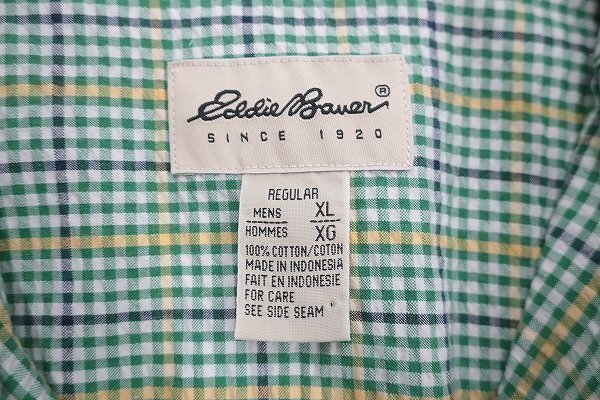 Eddie Bauer®
SINCE 1920
REGULAR
MENS XL
HOMMES XG
100% COTTON/COTON
MADE IN INDONESIA
FAIT EN INDONESIE
FOR CARE
SEE SIDE SEAM